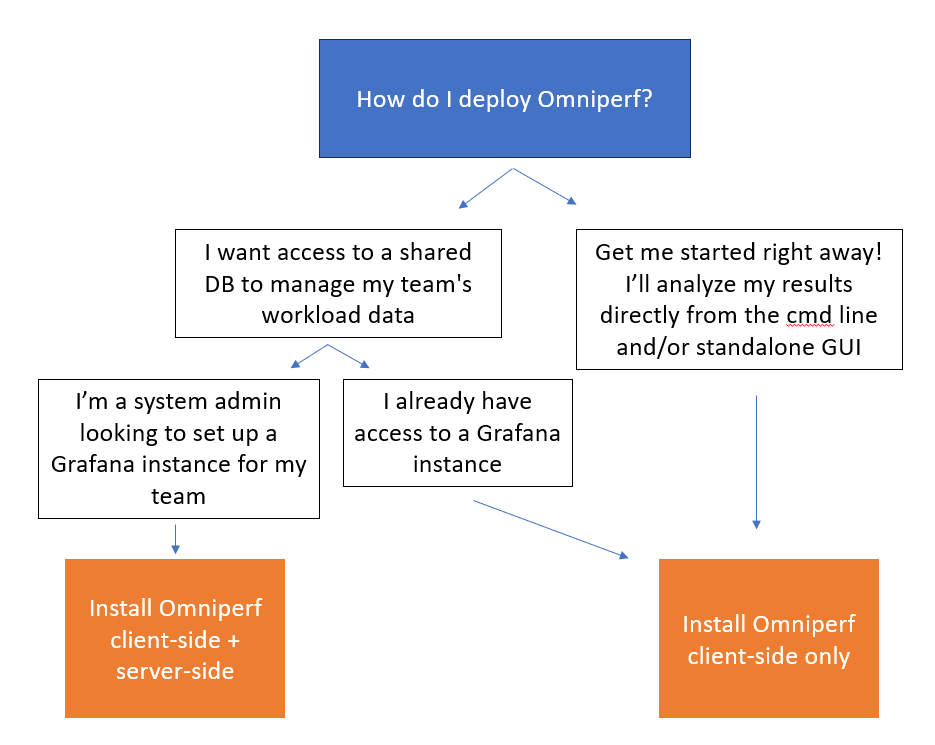 How do I deploy Omniperf?
I want access to a shared
DB to manage my team's
workload data
Get me started right away!
I’ll analyze my results
directly from the cmd line
and/or standalone GUI
I’m a system admin
looking to set up a
Grafana instance for my
team
I already have
access to a Grafana
instance
Install Omniperf
client-side +
server-side
Install Omniperf
client-side only